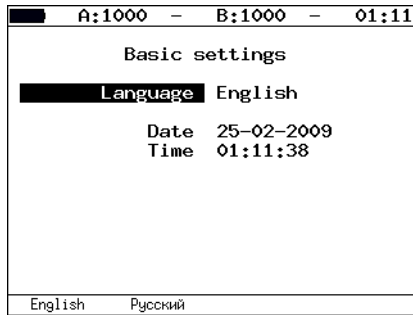 A:1000 – B:1000 – 01:11
Basic settings
Language English
Date 25-02-2009
Time 01:11:38
English Русский